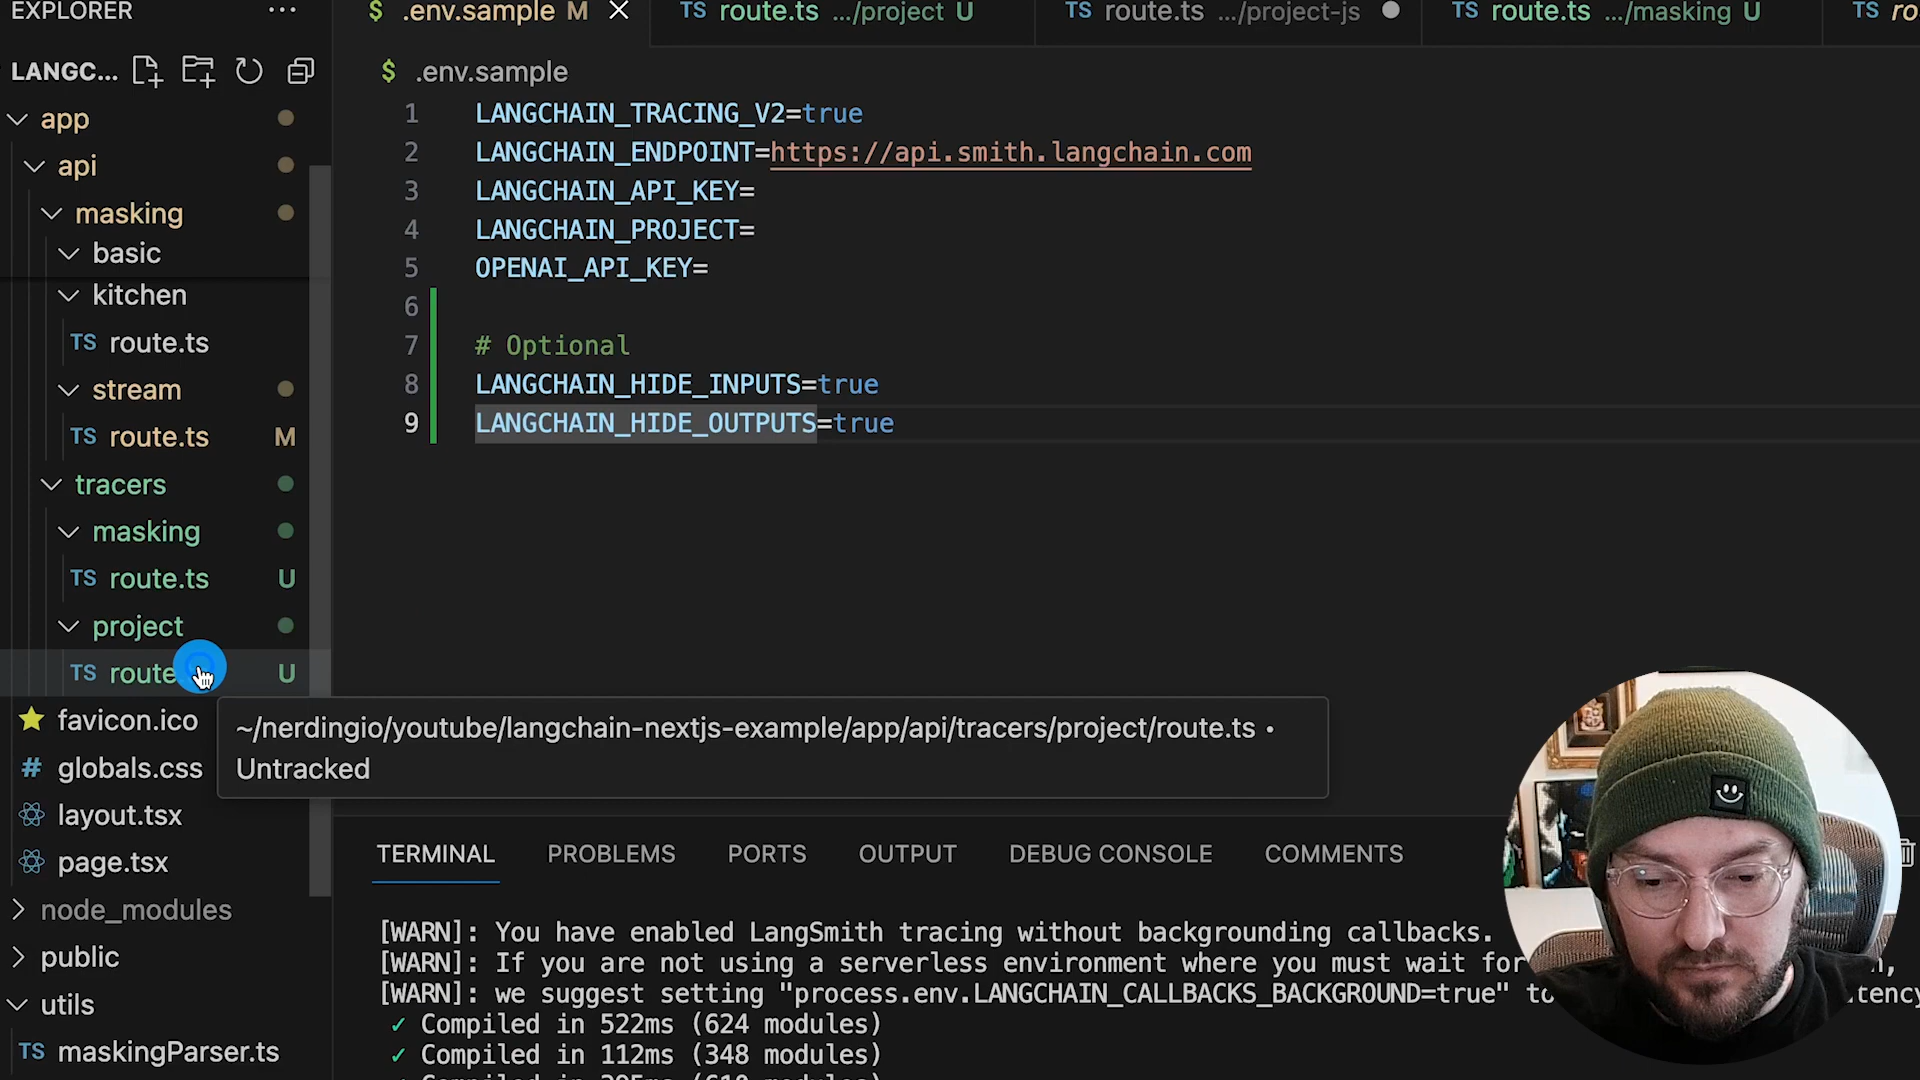 EXPLORER ...
LANGC...
app
api
masking
basic
kitchen
TS route.ts
stream
TS route.ts M
tracers
masking
TS route.ts U
project
TS route. U
favicon.ico
# globals.css
layout.tsx
page.tsx
node_modules
public
utils
TS maskingParser.ts
$ .env.sample M
TS route.ts .../project U
TS route.ts .../project-js
TS route.ts .../masking U
TS ro
$ .env.sample
1 LANGCHAIN_TRACING_V2=true
2 LANGCHAIN_ENDPOINT=https://api.smith.langchain.com
3 LANGCHAIN_API_KEY=
4 LANGCHAIN_PROJECT=
5 OPENAI_API_KEY=
6
7 # Optional
8 LANGCHAIN_HIDE_INPUTS=true
9 LANGCHAIN_HIDE_OUTPUTS=true
~/nerdingio/youtube/langchain-nextjs-example/app/api/tracers/project/route.ts •
Untracked
TERMINAL PROBLEMS PORTS OUTPUT DEBUG CONSOLE COMMENTS
[WARN]: You have enabled LangSmith tracing without backgrounding callbacks.
[WARN]: If you are not using a serverless environment where you must wait for
[WARN]: we suggest setting "process.env.LANGCHAIN_CALLBACKS_BACKGROUND=true" to
✓ Compiled in 522ms (624 modules)
✓ Compiled in 112ms (348 modules)